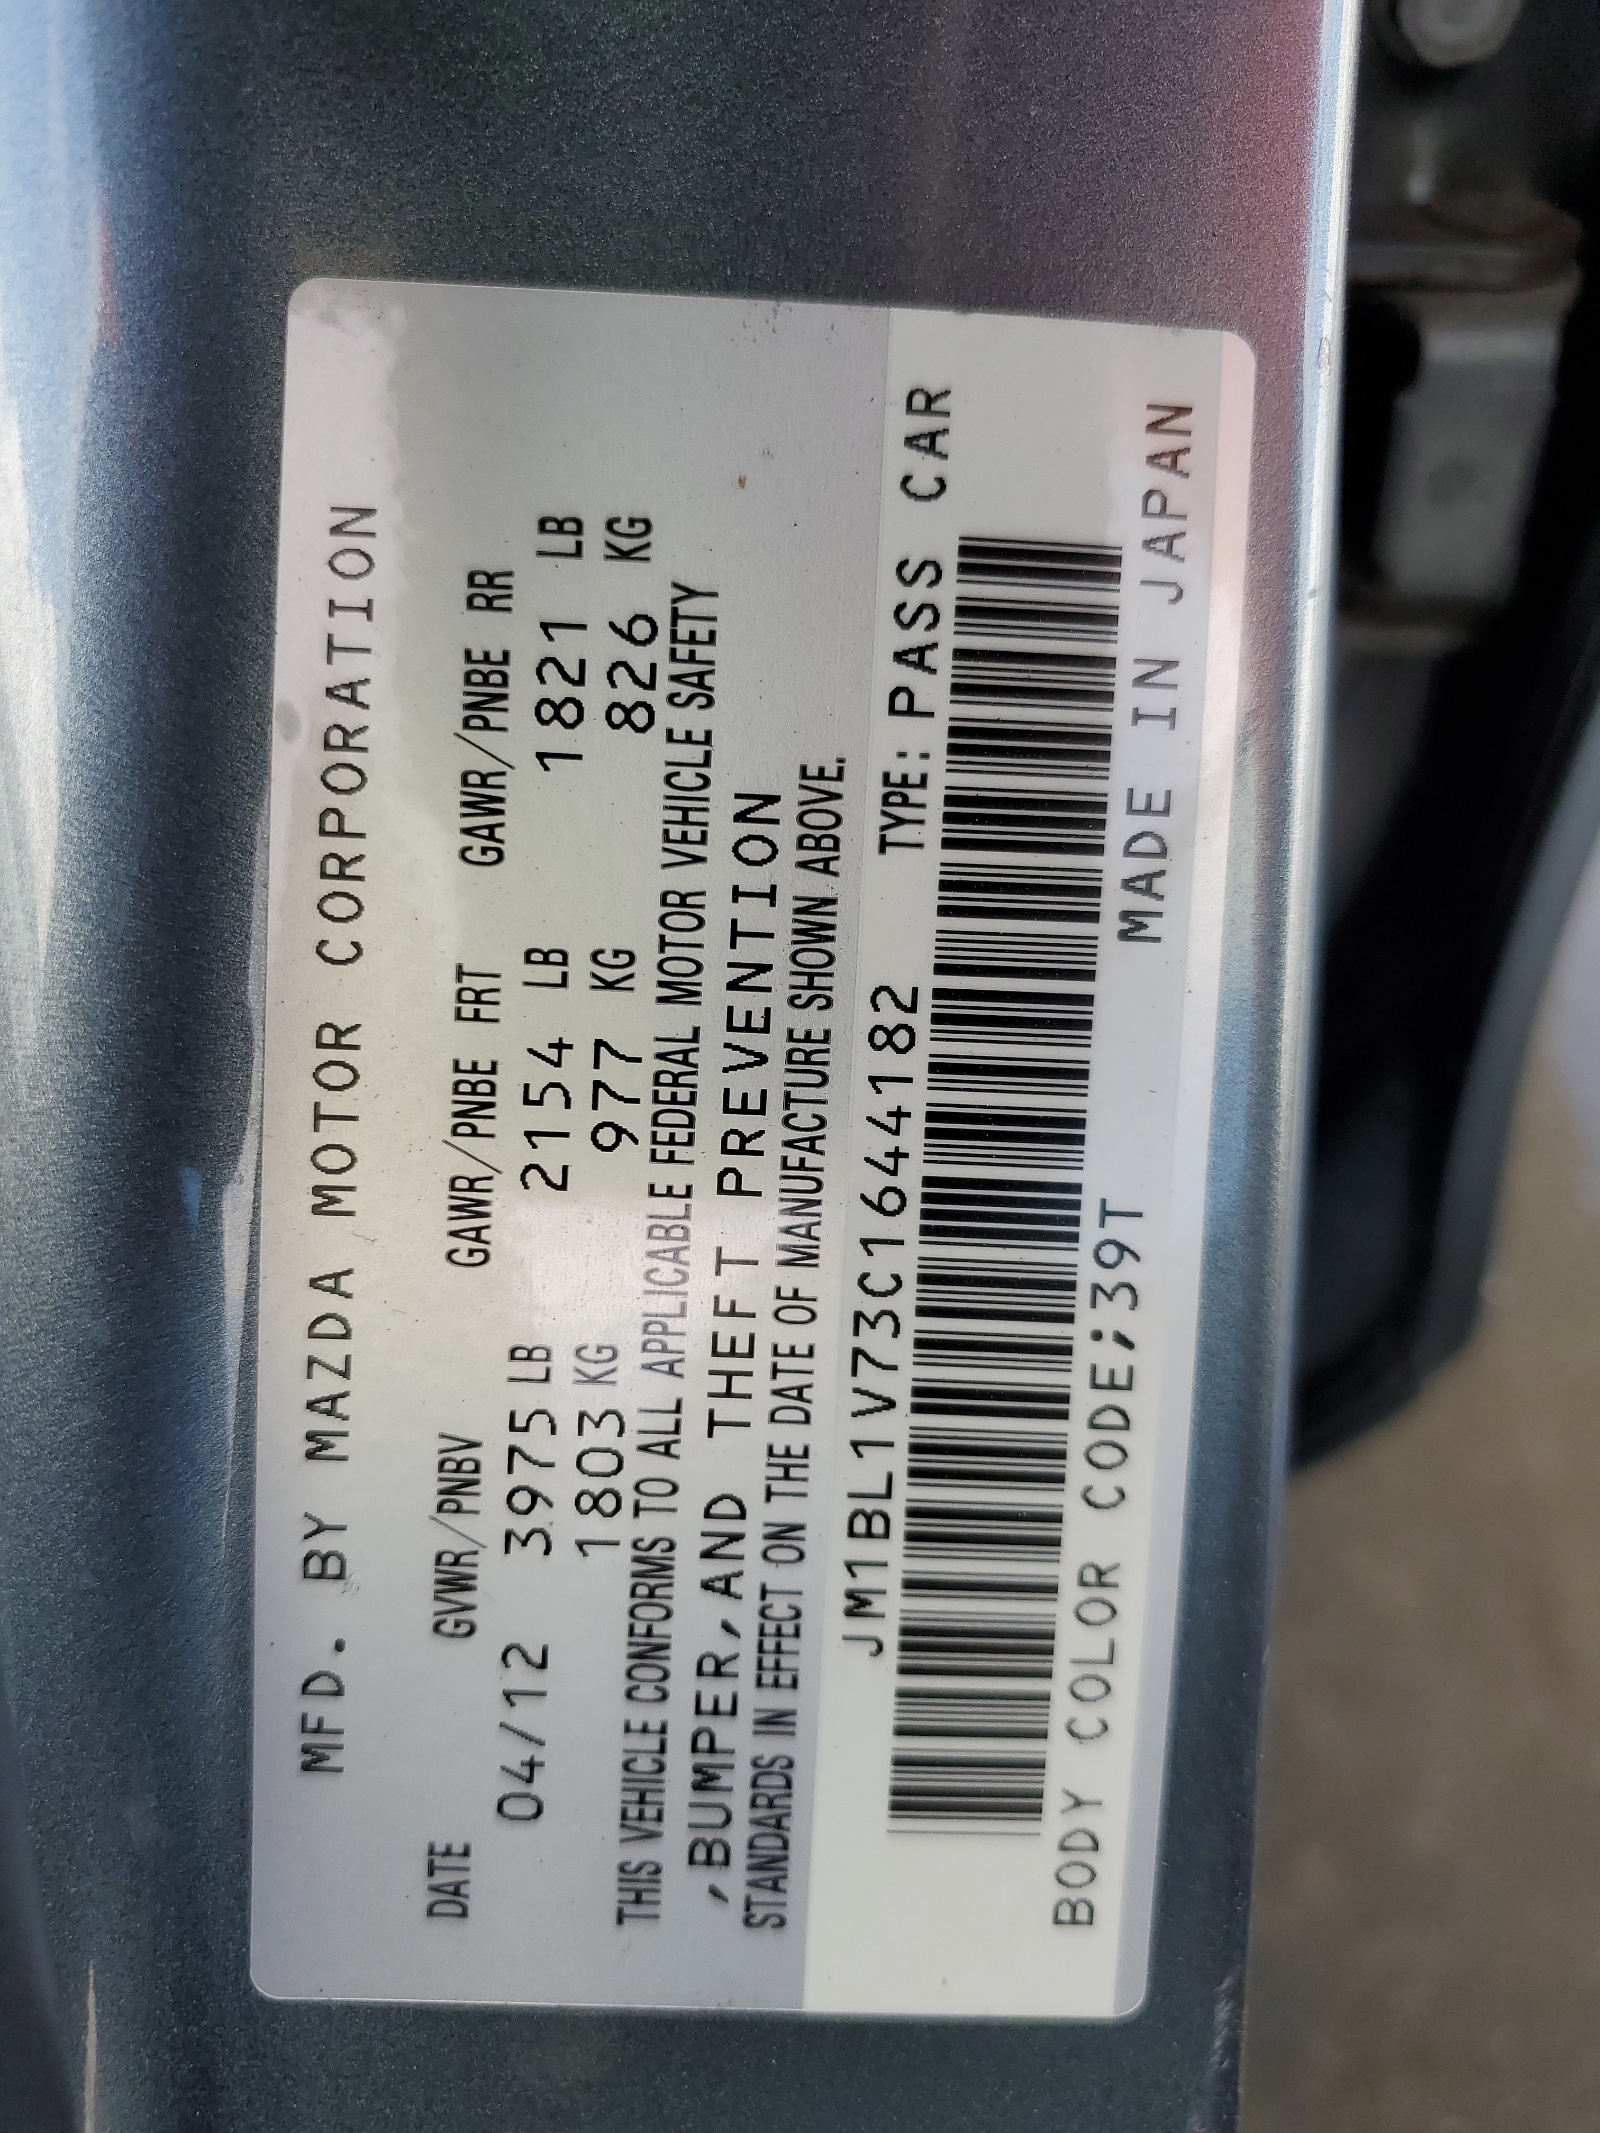 MFD. BY MAZDA MOTOR CORPORATION
DATE GVWR/PNBV GAWR/PNBE FRT GAWR/PNBE RR
04/12 3975 LB 2154 LB 1821 LB
1803 KG 977 KG 826 KG
THIS VEHICLE CONFORMS TO ALL APPLICABLE FEDERAL MOTOR VEHICLE SAFETY
,BUMPER,AND THEFT PREVENTION
STANDARDS IN EFFECT ON THE DATE OF MANUFACTURE SHOWN ABOVE.
JM1BL1V73C1644182 TYPE: PASS CAR
BODY COLOR CODE;39T MADE IN JAPAN